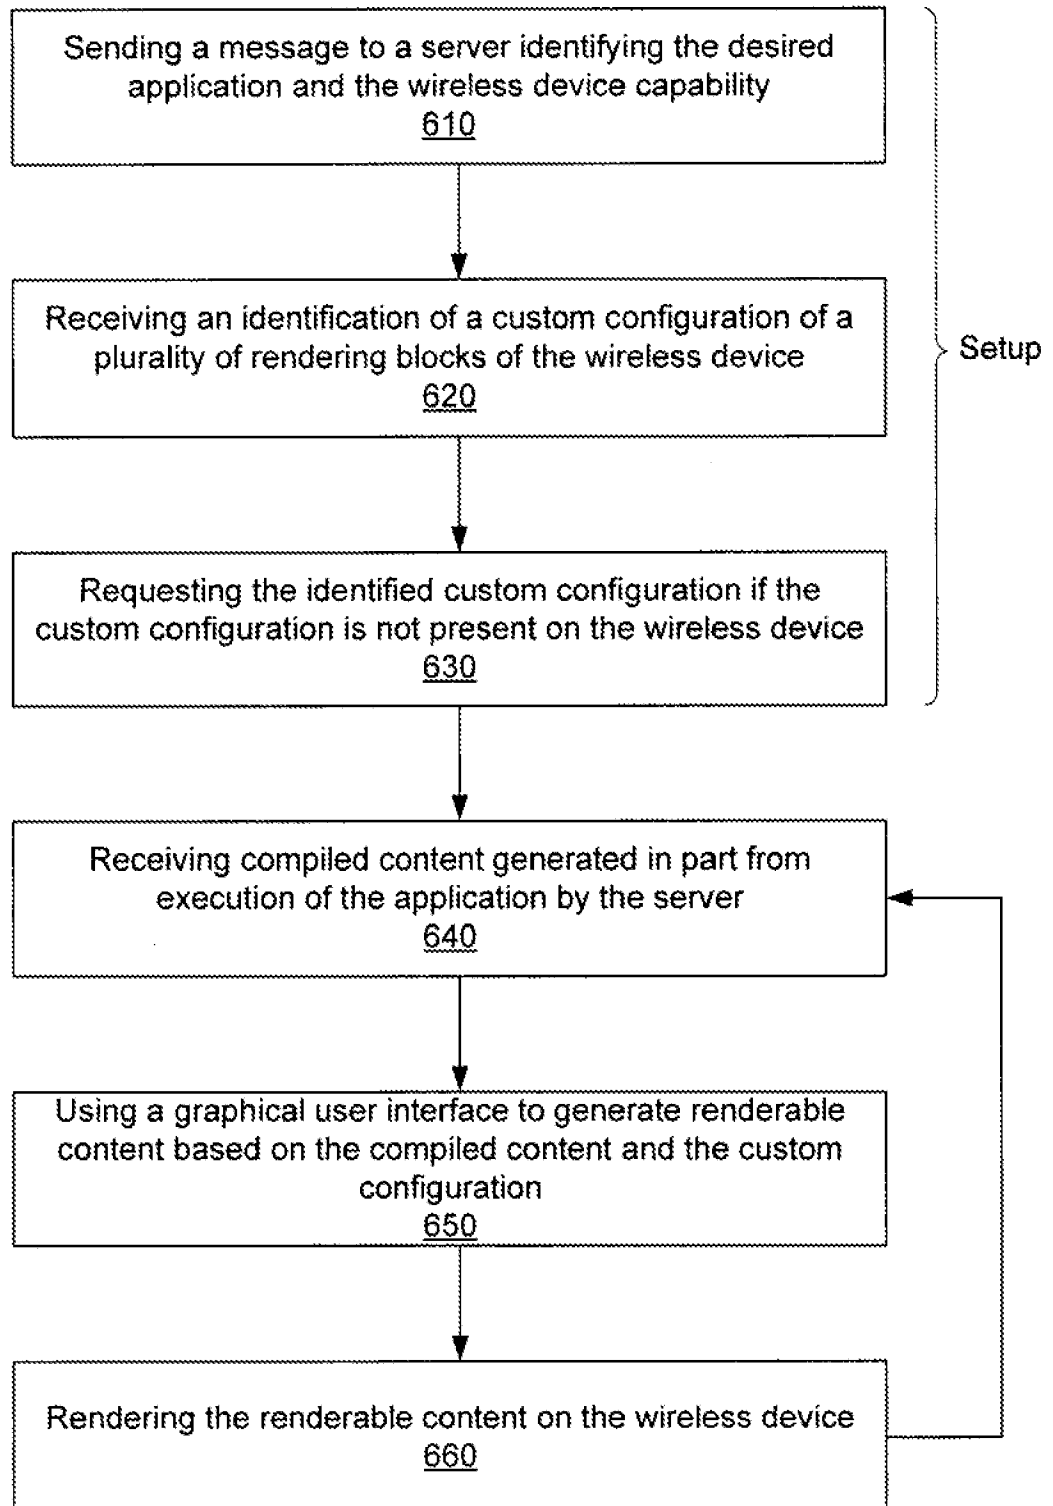 Sending a message to a server identifying the desired
application and the wireless device capability
610
Receiving an identification of a custom configuration of a
plurality of rendering blocks of the wireless device
620
Setup
Requesting the identified custom configuration if the
custom configuration is not present on the wireless device
630
Receiving compiled content generated in part from
execution of the application by the server
640
Using a graphical user interface to generate renderable
content based on the compiled content and the custom
configuration
650
Rendering the renderable content on the wireless device
660